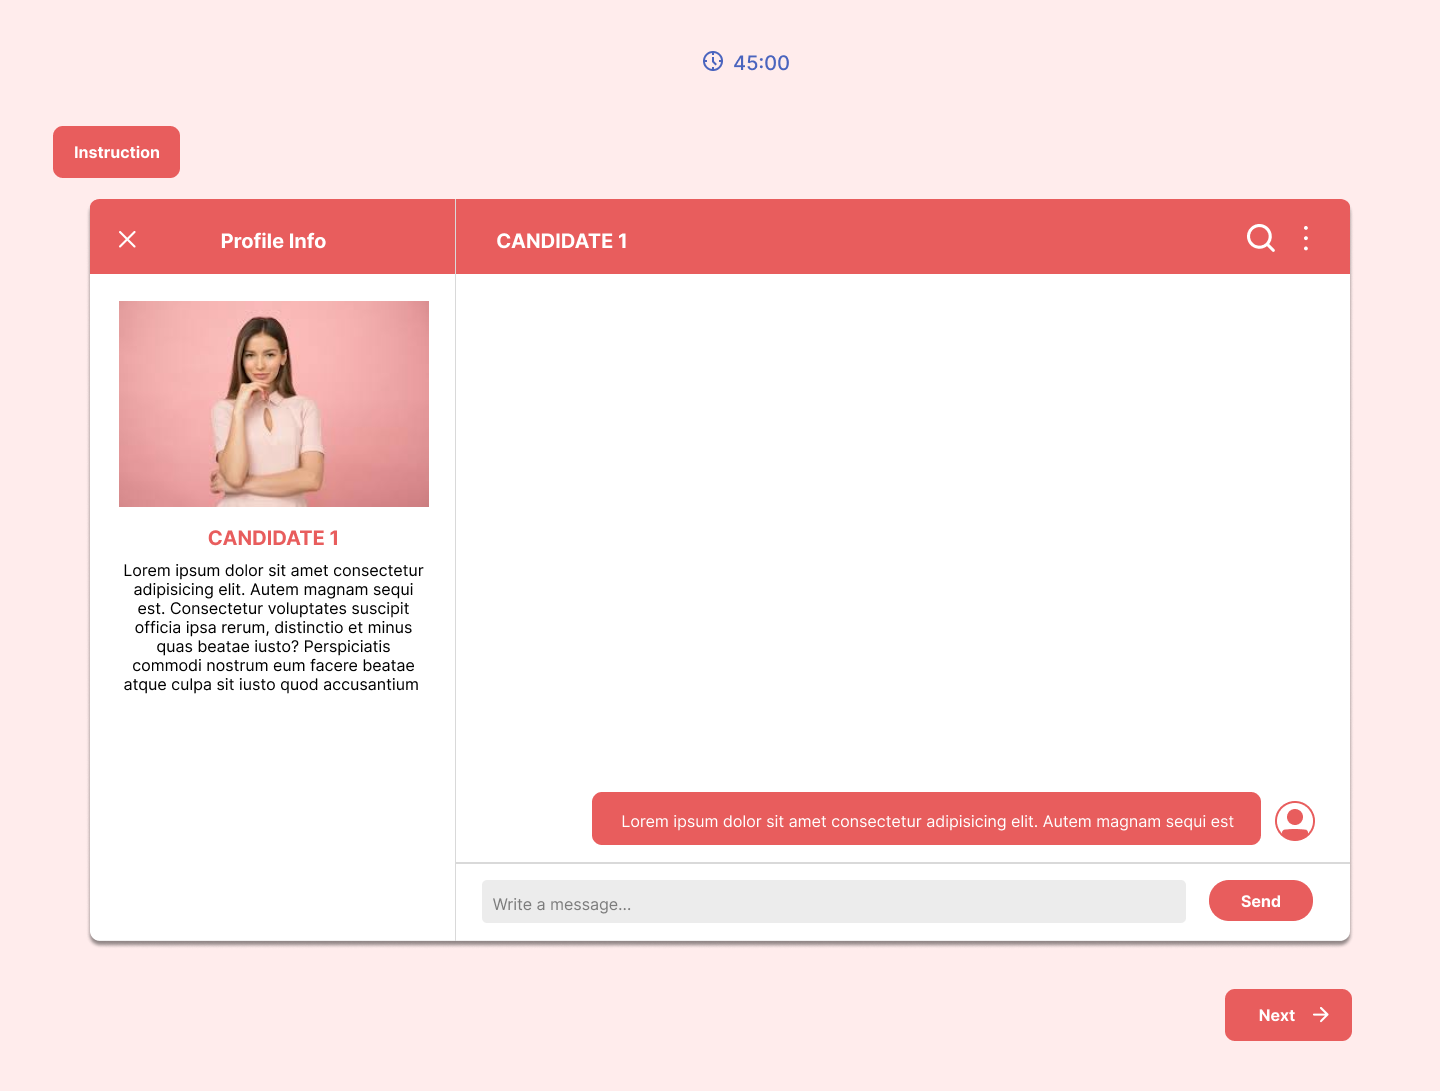 45:00
Instruction
Profile Info
CANDIDATE 1
CANDIDATE 1
Lorem ipsum dolor sit amet consectetur
adipisicing elit. Autem magnam sequi
est. Consectetur voluptates suscipit
officia ipsa rerum, distinctio et minus
quas beatae iusto? Perspiciatis
commodi nostrum eum facere beatae
atque culpa sit iusto quod accusantium
Lorem ipsum dolor sit amet consectetur adipisicing elit. Autem magnam sequi est
Write a message...
Send
Next